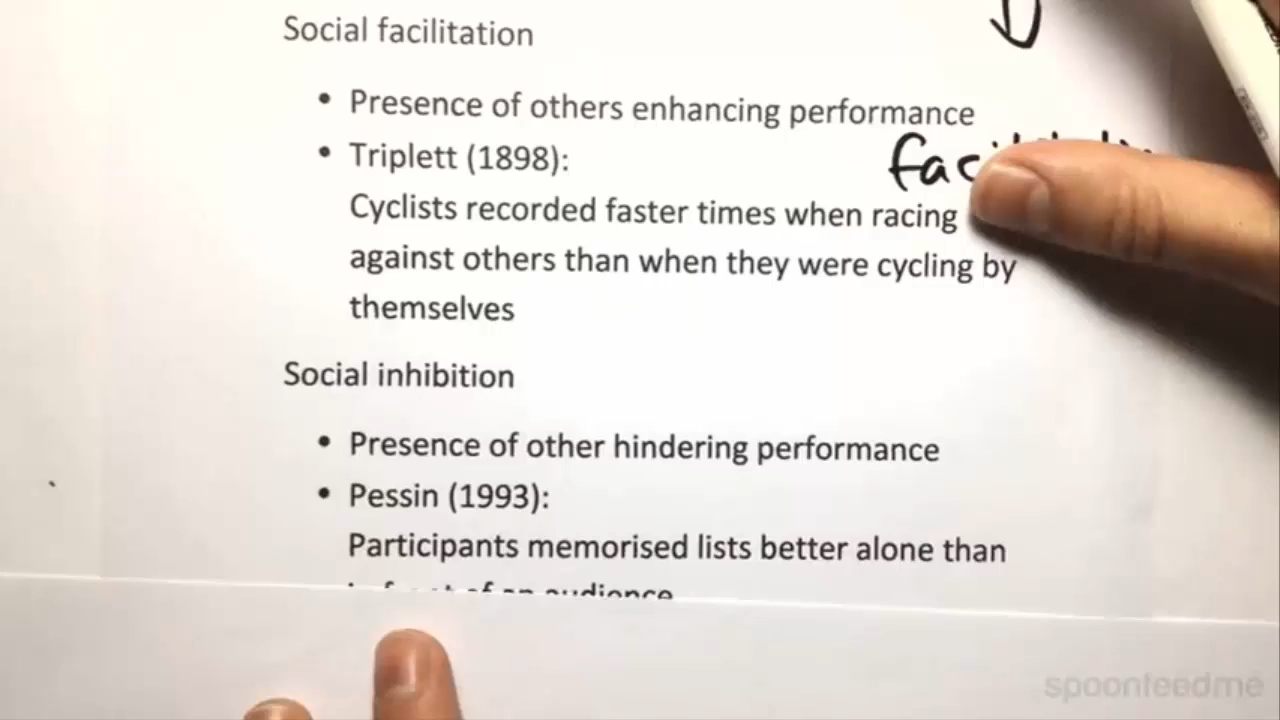 Social facilitation
• Presence of others enhancing performance
• Triplett (1898):
Cyclists recorded faster times when racing
against others than when they were cycling by
themselves
Social inhibition
• Presence of other hindering performance
• Pessin (1993):
Participants memorised lists better alone than
audience
spoonfeedme